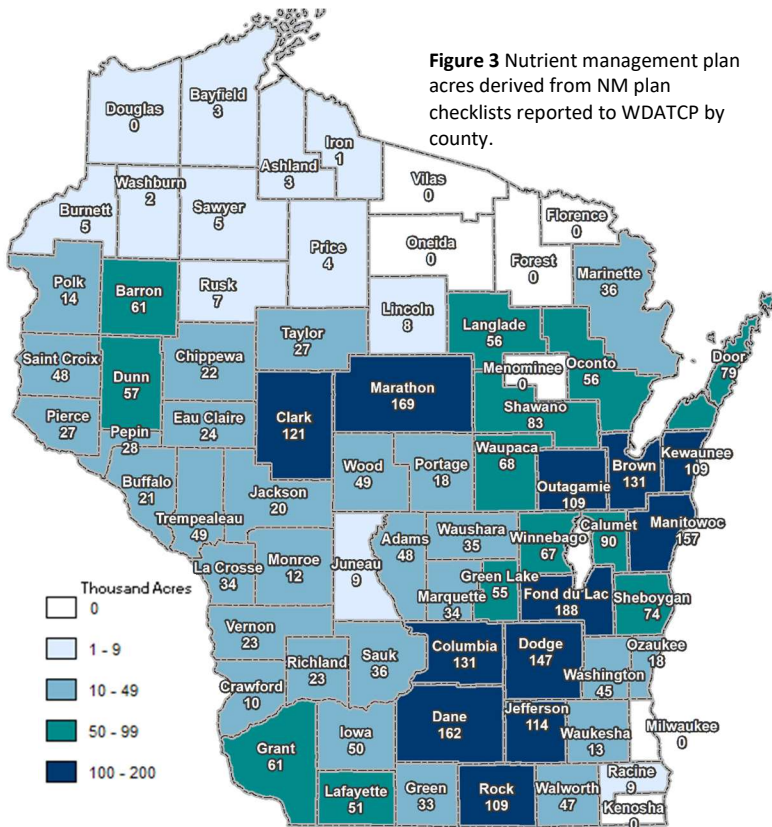 Figure 3 Nutrient management plan
acres derived from NM plan
checklists reported to WDATCP by
county.
Douglas
0
Bayfield
3
Ashland
3
Iron
1
Vilas
0
Florence
0
Burnett
5
Washburn
2
Sawyer
5
Price
4
Oneida
0
Forest
0
Marinette
36
Polk
14
Barron
61
Rusk
7
Lincoln
8
Langlade
56
Taylor
27
Chippewa
22
Saint Croix
48
Dunn
57
Menominee
0
Oconto
56
Door
79
Marathon
169
Clark
121
Shawano
83
Pierce
27
Pepin
28
Eau Claire
24
Wood
49
Portage
18
Waupaca
68
Outagamie
109
Brown
131
Kewaunee
109
Buffalo
21
Trempealeau
49
Jackson
20
Adams
48
Waushara
35
Winnebago
67
Calumet
90
Manitowoc
157
La Crosse
34
Monroe
12
Juneau
9
Marquette
34
Green Lake
55
Fond du Lac
188
Sheboygan
74
Vernon
23
Richland
23
Sauk
36
Columbia
131
Dodge
147
Washington
45
Ozaukee
18
Crawford
10
Grant
61
Iowa
50
Dane
162
Jefferson
114
Waukesha
13
Milwaukee
0
Lafayette
51
Green
33
Rock
109
Walworth
47
Racine
9
Kenosha
0
Thousand Acres
0
1 - 9
10 - 49
50 - 99
100 - 200